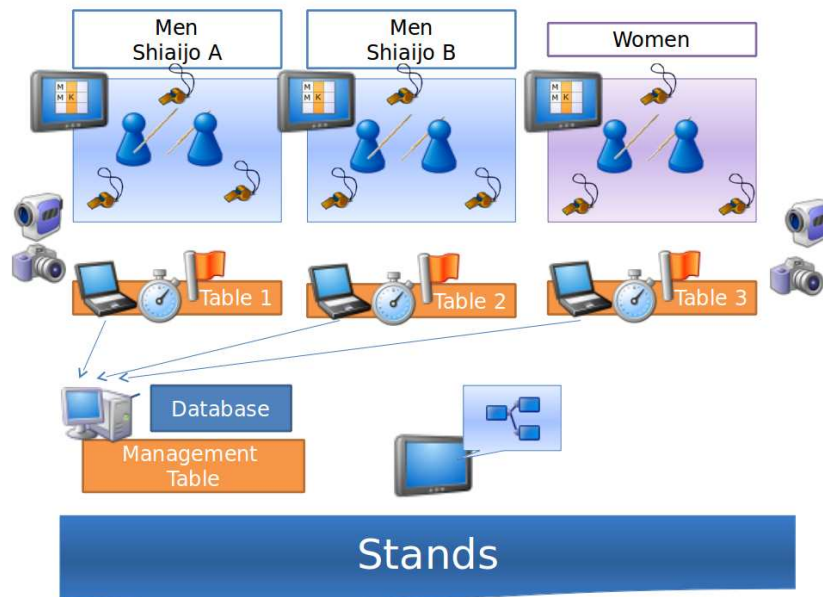 Men
Shiaijo A
Men
Shiaijo B
Women
M
M K
M
M K
M
M K
Table 1
Table 2
Table 3
Database
Management
Table
Stands